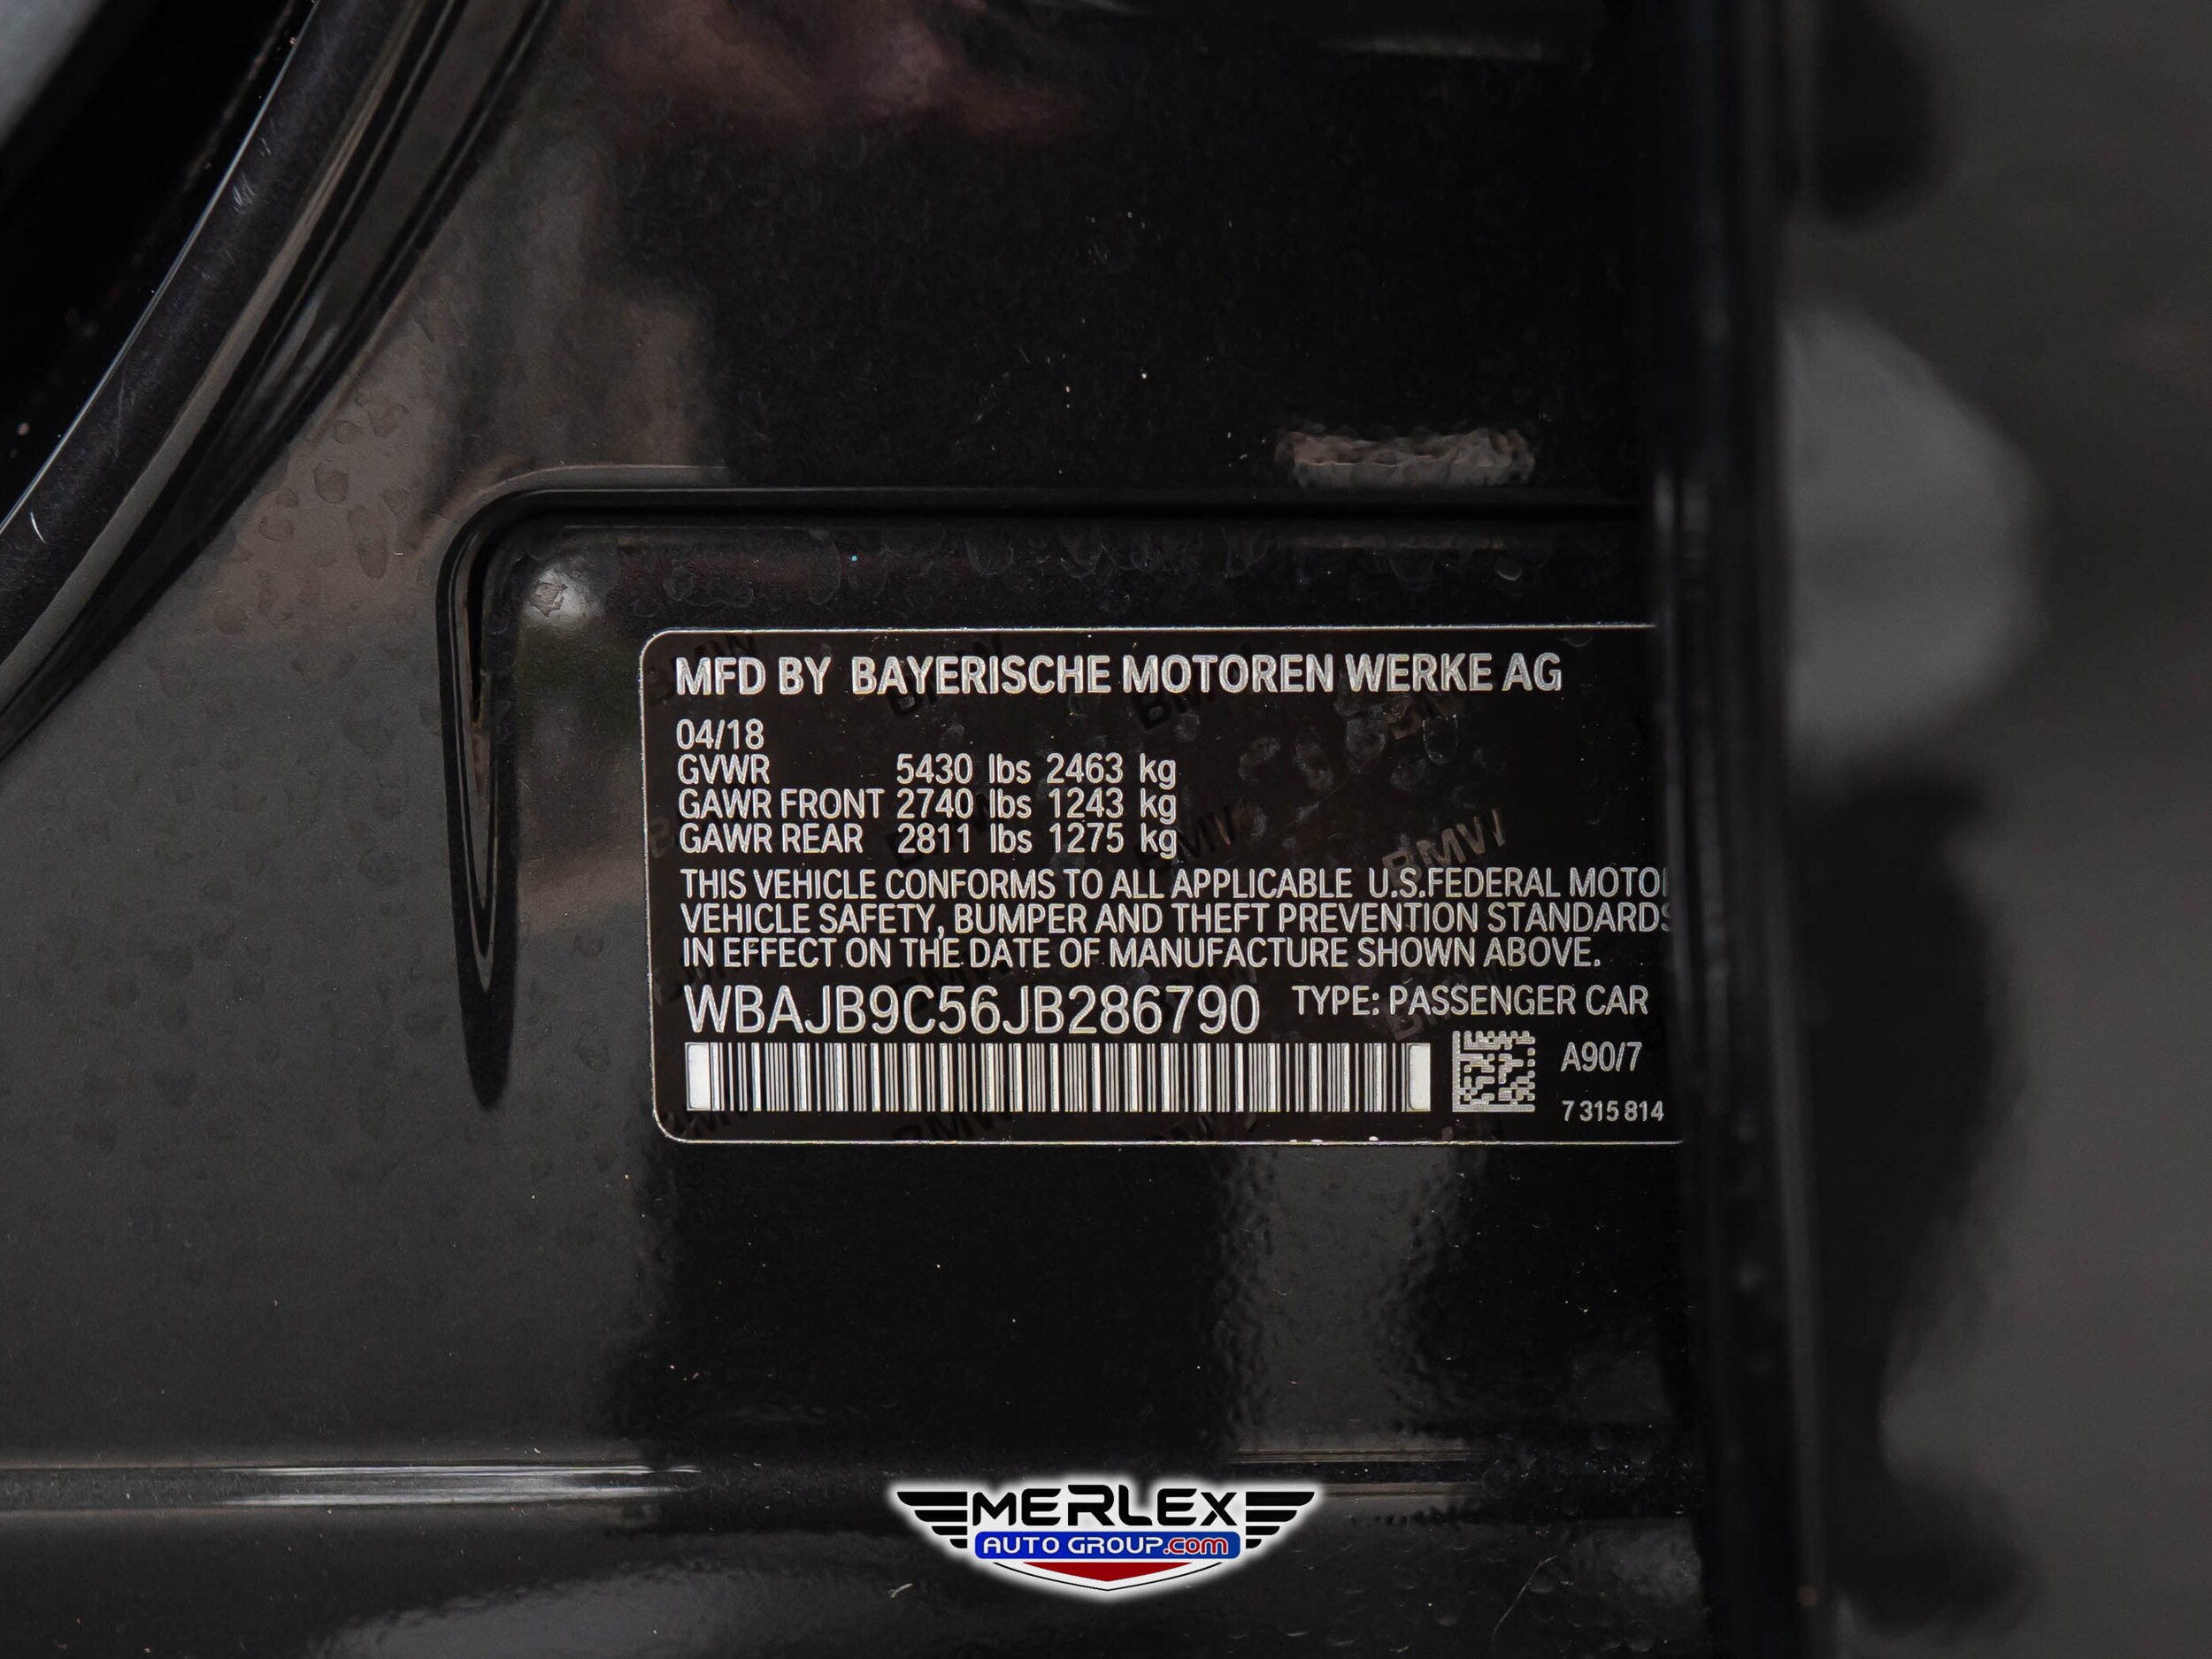 MFD BY BAYERISCHE MOTOREN WERKE AG
04/18
GVWR 5430 lbs 2463 kg
GAWR FRONT 2740 lbs 1243 kg
GAWR REAR 2811 lbs 1275 kg
THIS VEHICLE CONFORMS TO ALL APPLICABLE U.S.FEDERAL MOTO
VEHICLE SAFETY, BUMPER AND THEFT PREVENTION STANDARDS
IN EFFECT ON THE DATE OF MANUFACTURE SHOWN ABOVE.
WBAJB9C56JB286790 TYPE: PASSENGER CAR
A90/7
7 315 814
MERLEX
AUTO GROUP.COM